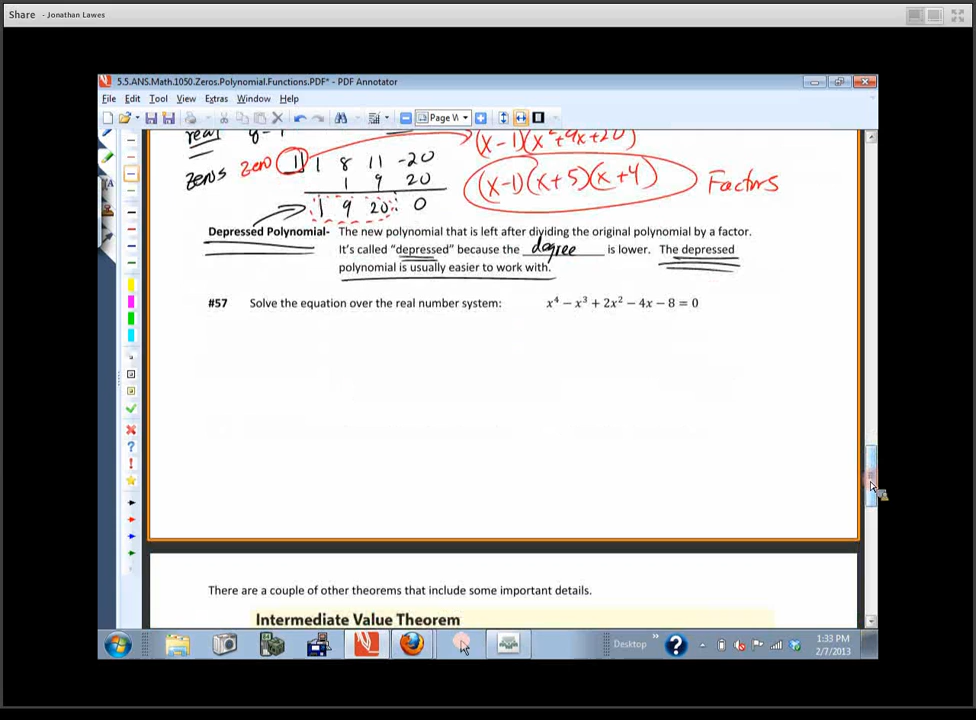 Share - Jonathan Lawes
5.5.ANS.Math.1050.Zeros.Polynomial.Functions.PDF* - PDF Annotator
File Edit Tool View Extras Window Help
New Page W
real
(x-1)(x²+9x+20)
zeros zero 1 1 8 11 -20
1 9 20
(x-1)(x+5)(x+4) Factors
1 9 20 0
Depressed Polynomial- The new polynomial that is left after dividing the original polynomial by a factor.
It's called "depressed" because the degree is lower. The depressed
polynomial is usually easier to work with.
#57 Solve the equation over the real number system: x⁴ − x³ + 2x² − 4x − 8 = 0
There are a couple of other theorems that include some important details.
Intermediate Value Theorem
Desktop
1:33 PM
2/7/2013